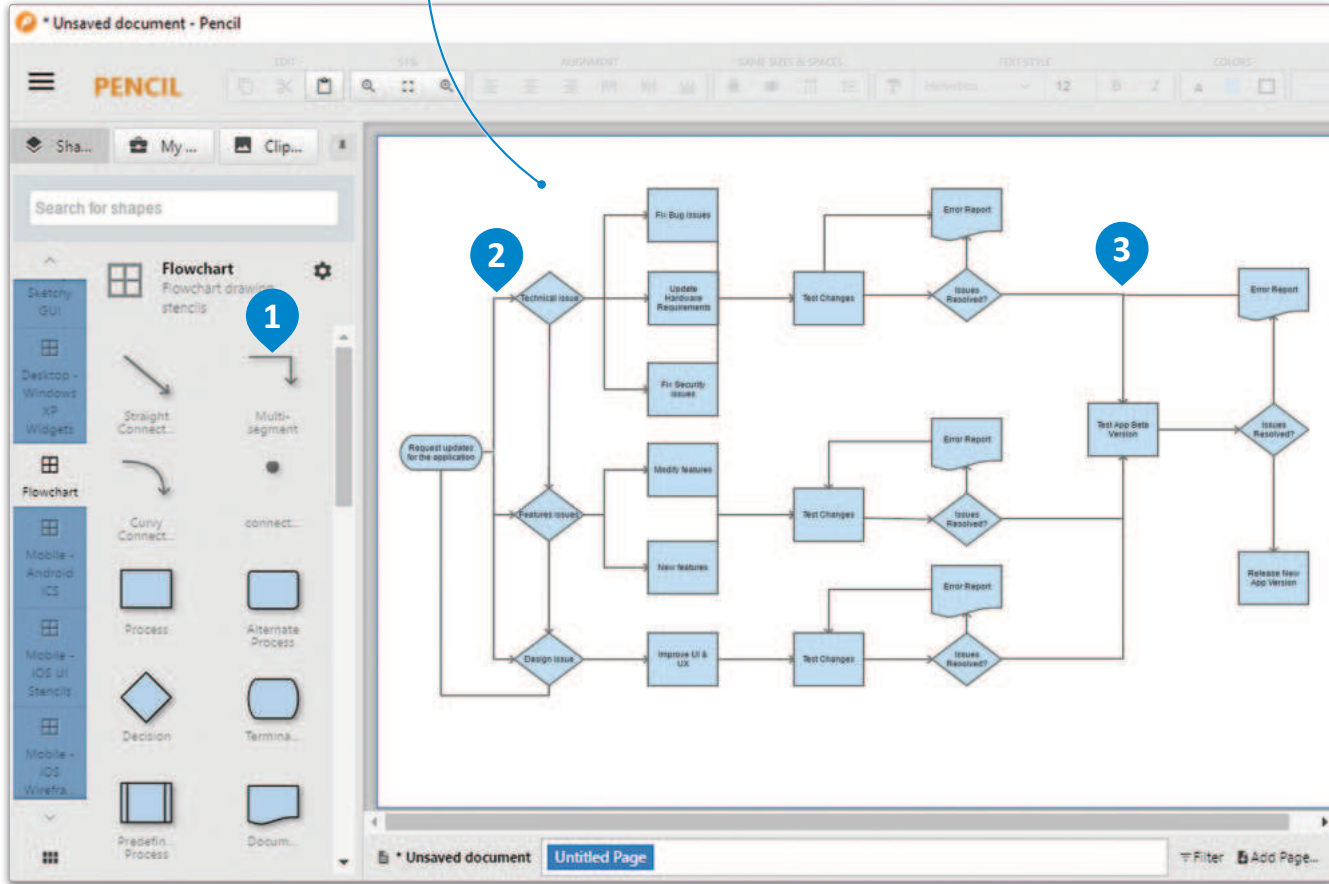 * Unsaved document - Pencil
EDIT
ALIGNMENT
SAME SIZES & SPACES
TEXT STYLE
COLORS
PENCIL
12
B
A
Sha...
My ...
Clip...
Search for shapes
Sketchy
GUI
Desktop -
Windows
XP
Widgets
Flowchart
Mobile -
Android
ICS
Mobile -
iOS UI
Stencils
Mobile -
iOS
Wirefra...
Flowchart
Flowchart drawing
stencils
1
Straight
Connect...
Multi-
segment
Curvy
Connect...
connect...
Process
Alternate
Process
Decision
Termina...
Predefin...
Process
Docum...
2
3
Request updates
for the application
Technical issue
Fix Bug Issues
Update
Hardware
Requirements
Fix Security
Issues
Test Changes
Error Report
Issues
Resolved?
Features issues
Modify features
New features
Test Changes
Error Report
Issues
Resolved?
Design issue
Improve UI &
UX
Test Changes
Error Report
Issues
Resolved?
Test App Beta
Version
Error Report
Issues
Resolved?
Release New
App Version
* Unsaved document
Untitled Page
Filter
Add Page...